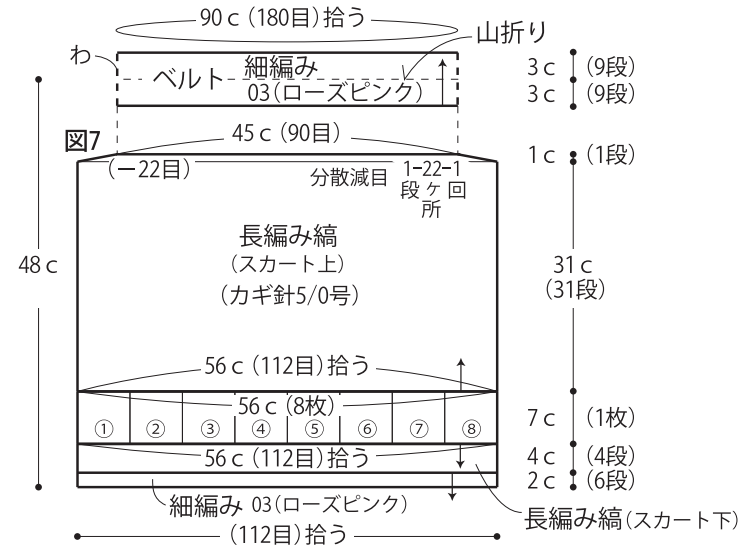 90c(180目)拾う
わ
山折り
ベルト
細編み
03(ローズピンク)
3c(9段)
3c(9段)
図7
45c(90目)
(−22目)
分散減目
1−22−1
段ヶ回
所
1c(1段)
長編み縞
(スカート上)
(カギ針5/0号)
48c
31c
(31段)
56c(112目)拾う
56c(8枚)
① ② ③ ④ ⑤ ⑥ ⑦ ⑧
7c(1枚)
56c(112目)拾う
4c(4段)
2c(6段)
細編み 03(ローズピンク)
長編み縞(スカート下)
(112目)拾う